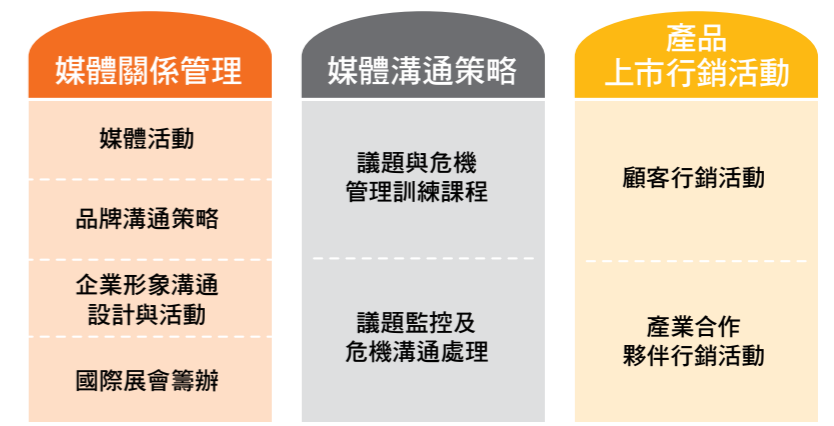 媒體關係管理
媒體活動
品牌溝通策略
企業形象溝通
設計與活動
國際展會籌辦
媒體溝通策略
議題與危機
管理訓練課程
議題監控及
危機溝通處理
產品
上市行銷活動
顧客行銷活動
產業合作
夥伴行銷活動